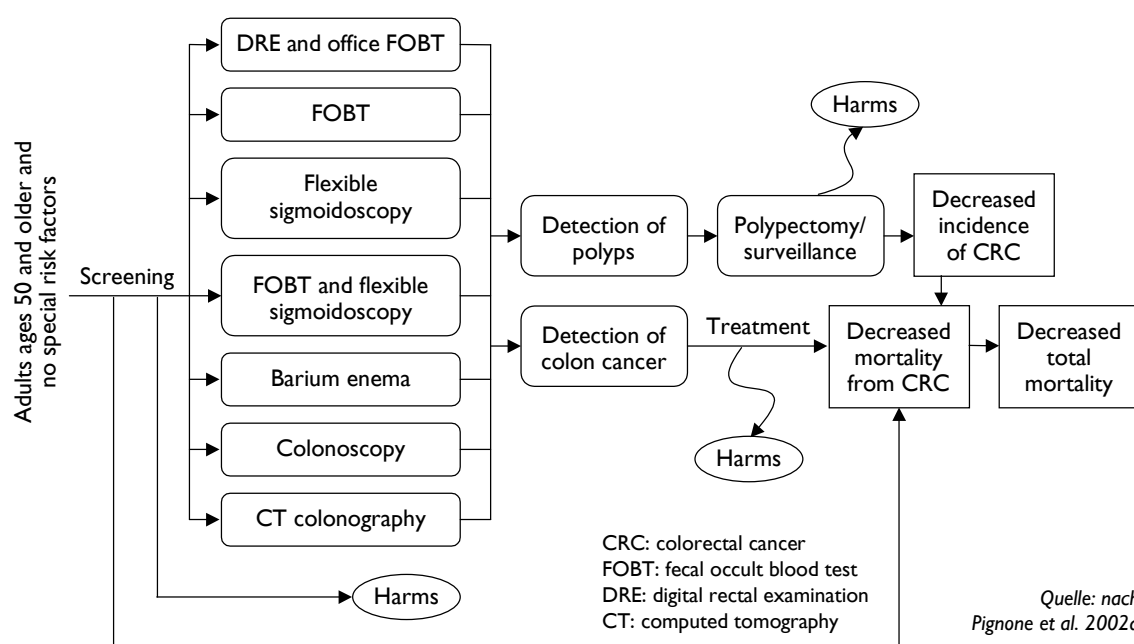 Adults ages 50 and older and
no special risk factors
Screening
DRE and office FOBT
FOBT
Flexible
sigmoidoscopy
FOBT and flexible
sigmoidoscopy
Barium enema
Colonoscopy
CT colonography
Harms
Detection of
polyps
Polypectomy/
surveillance
Harms
Decreased
incidence
of CRC
Detection of
colon cancer
Treatment
Harms
Decreased
mortality
from CRC
Decreased
total
mortality
CRC: colorectal cancer
FOBT: fecal occult blood test
DRE: digital rectal examination
CT: computed tomography
Quelle: nach
Pignone et al.